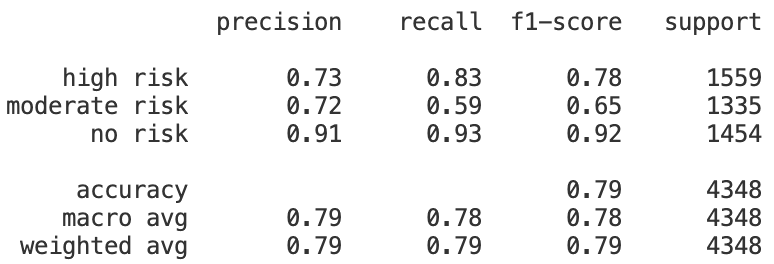 precision recall f1-score support
high risk 0.73 0.83 0.78 1559
moderate risk 0.72 0.59 0.65 1335
no risk 0.91 0.93 0.92 1454
accuracy 0.79 4348
macro avg 0.79 0.78 0.78 4348
weighted avg 0.79 0.79 0.79 4348